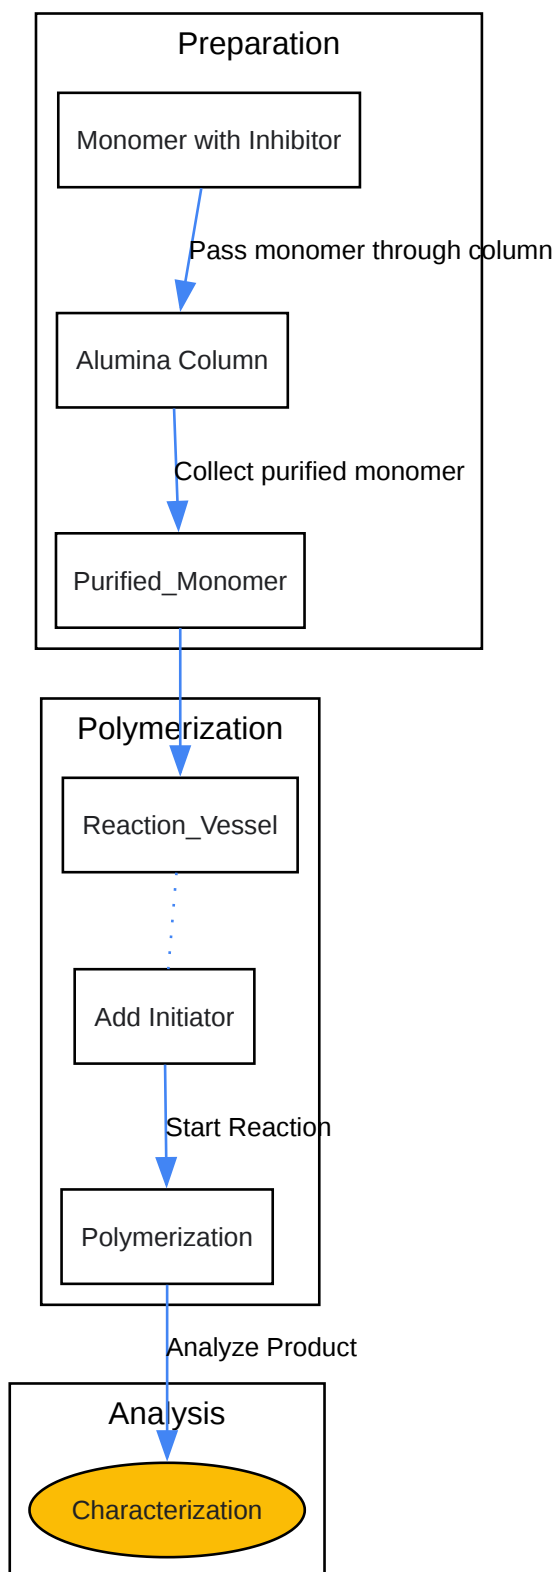 Preparation
Monomer with Inhibitor
Pass monomer through column
Alumina Column
Collect purified monomer
Purified_Monomer
Polymerization
Reaction_Vessel
Add Initiator
Start Reaction
Polymerization
Analyze Product
Analysis
Characterization